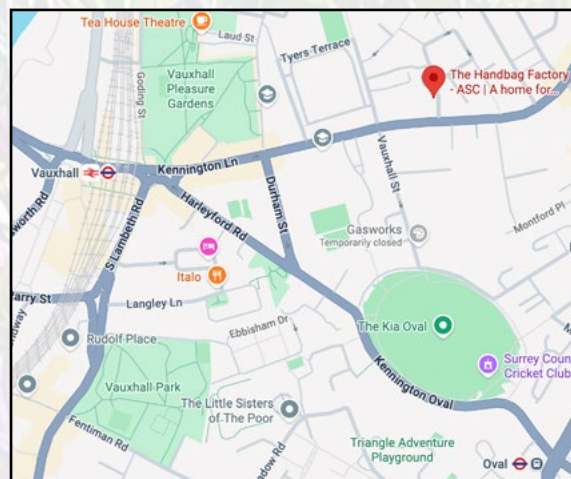 Tea House Theatre
Laud St
Tyers Terrace
Goding St
Vauxhall
Pleasure
Gardens
The Handbag Factory
- ASC | A home for...
Kennington Ln
Vauxhall
Vauxhall St
Durham St
Harleyford Rd
S Lambeth Rd
Montford Pl
Gasworks
Temporarily closed
Italo
Langley Ln
Ebbisham Dr
Rudolf Place
The Kia Oval
Kennington Oval
Surrey Coun
Cricket Club
Vauxhall Park
The Little Sisters
of The Poor
Fentiman Rd
Triangle Adventure
Playground
Oval